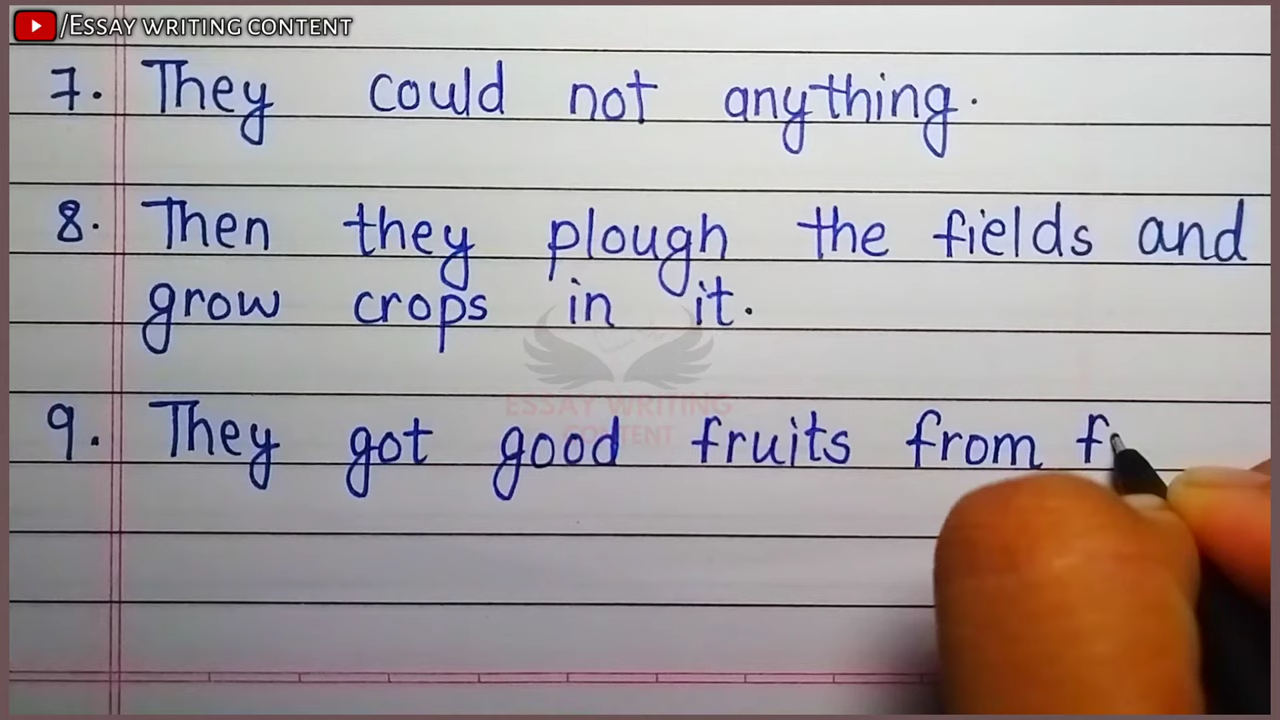 /ESSAY WRITING CONTENT
7. They could not anything.
8. Then they plough the fields and
grow crops in it.
ESSAY WRITING
CONTENT
9. They got good fruits from f